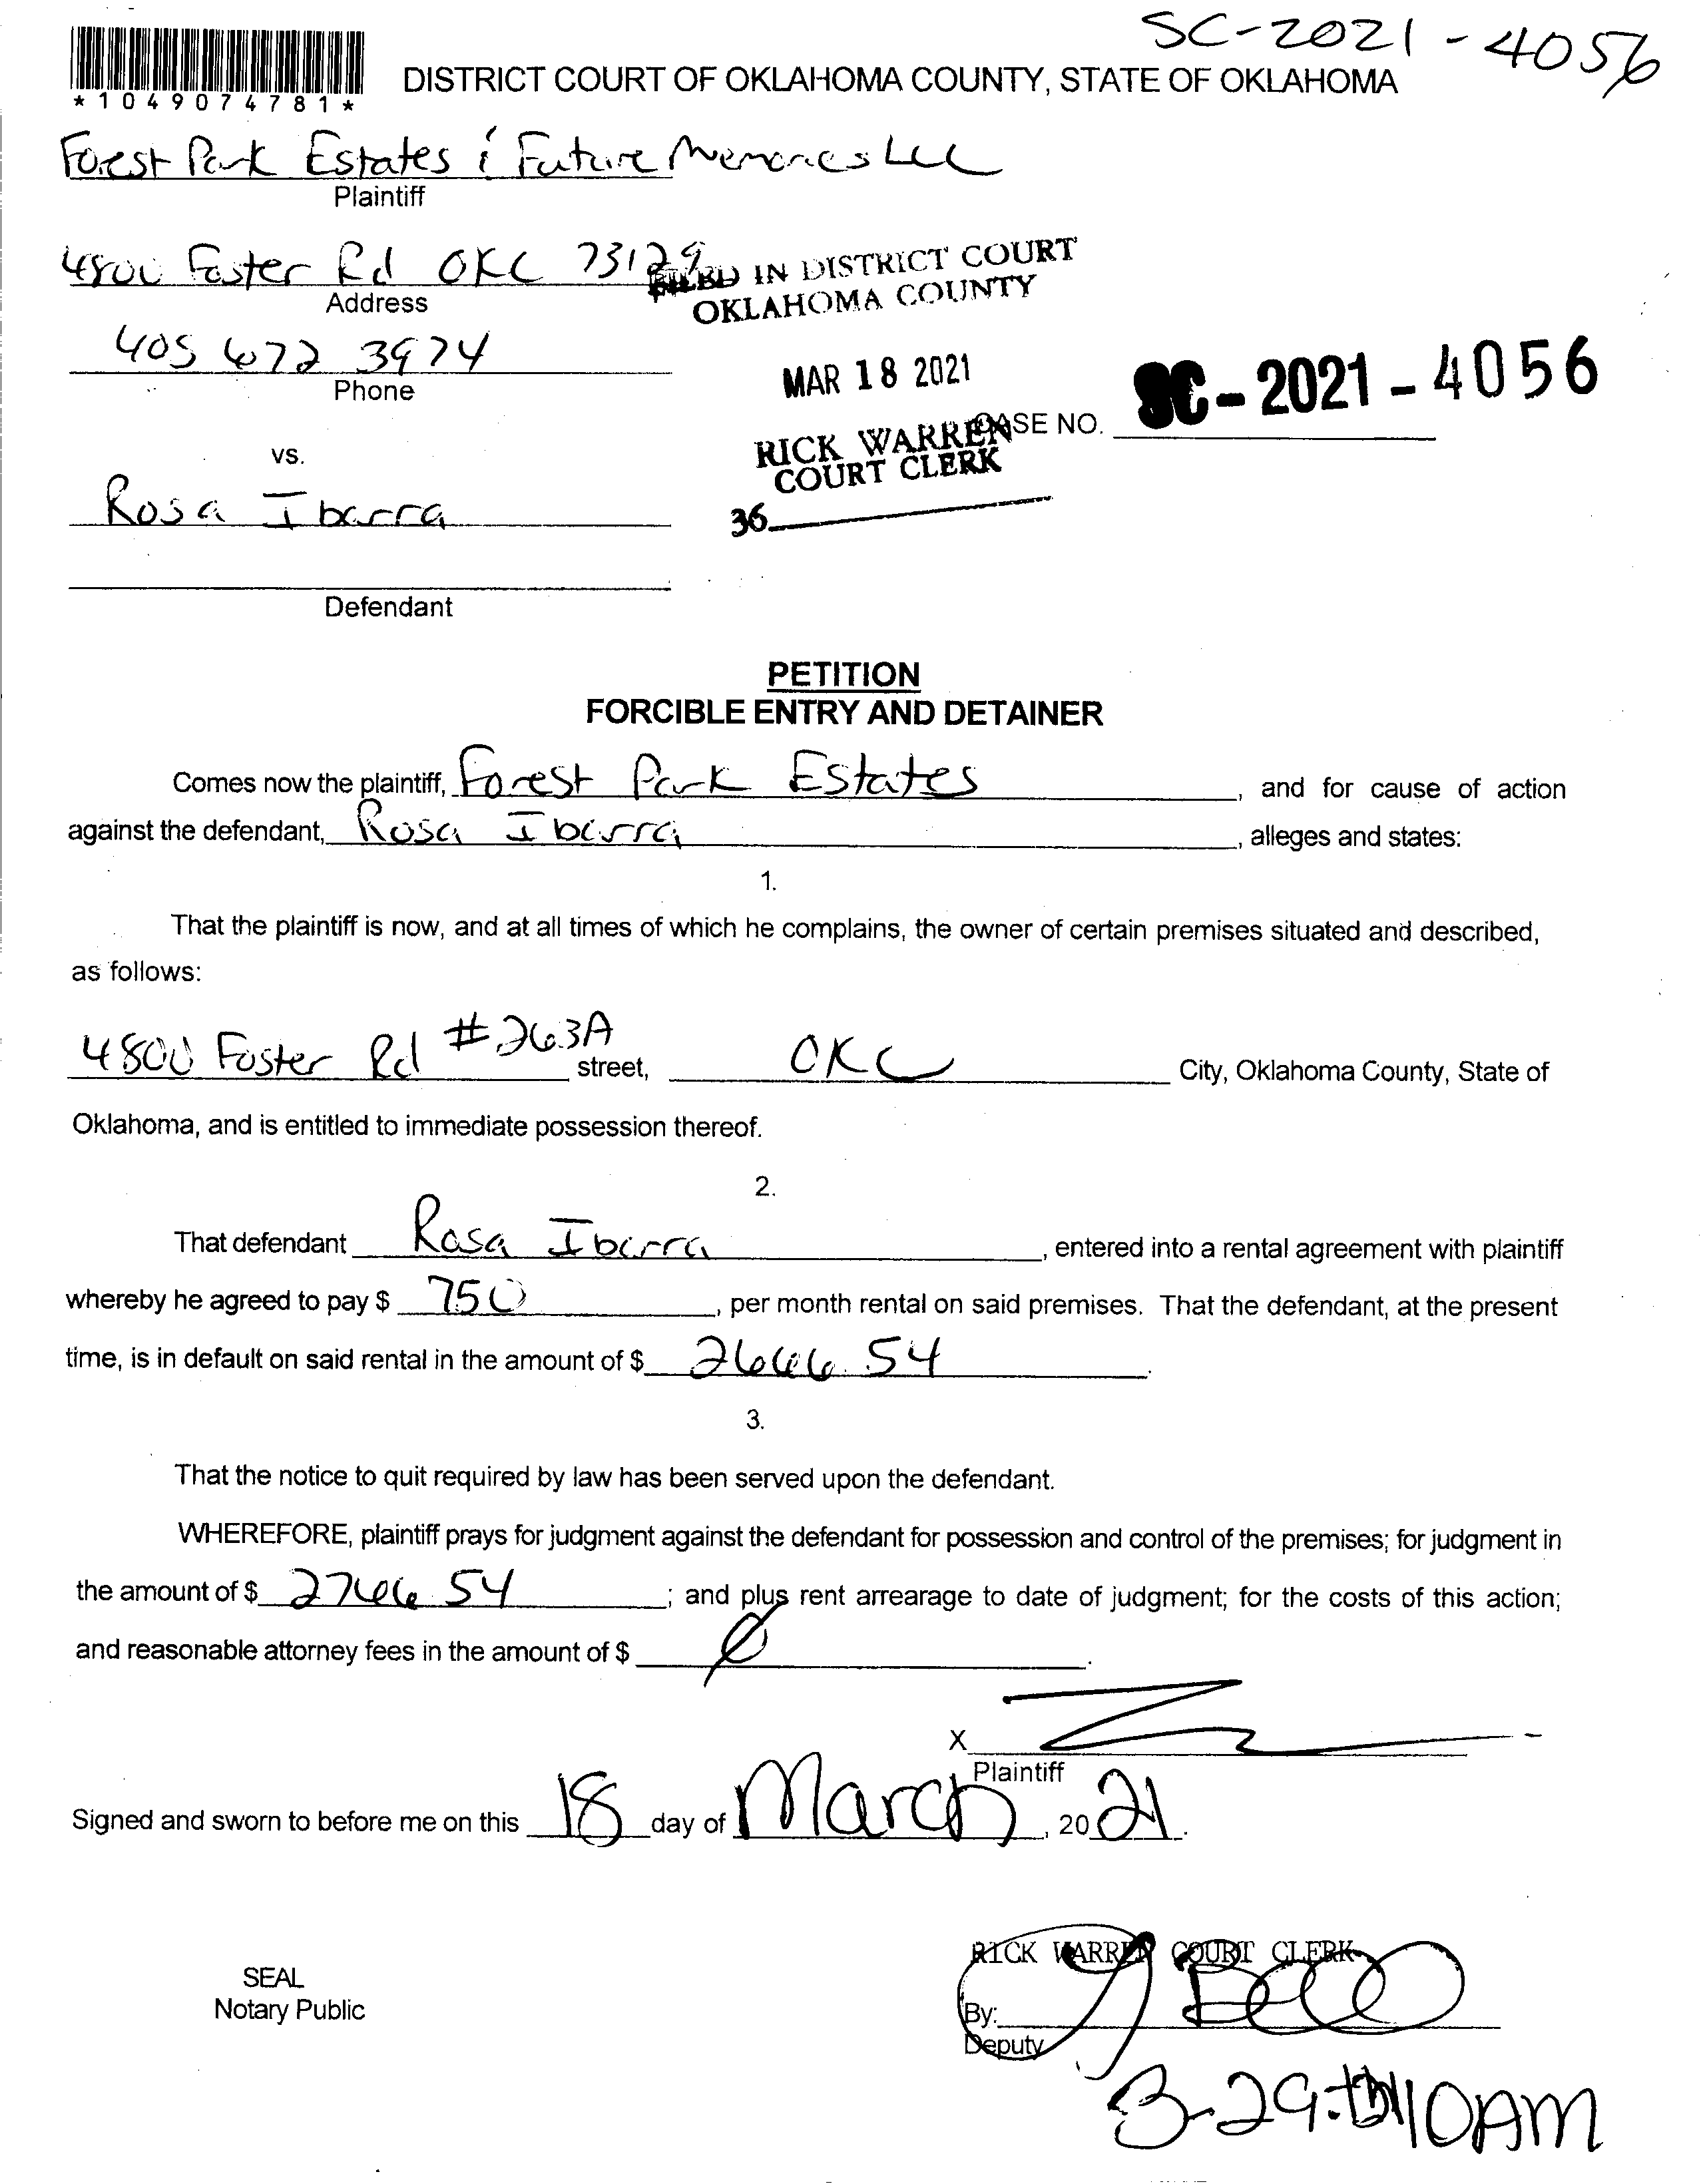 SC-2021-4056
*1049074781*
DISTRICT COURT OF OKLAHOMA COUNTY, STATE OF OKLAHOMA
Forest Park Estates & Future Memories LLC
Plaintiff
4800 Foster Rd OKC 73129
Address
FILED IN DISTRICT COURT
OKLAHOMA COUNTY
405 672 3974
Phone
MAR 18 2021
CASE NO. SC-2021-4056
RICK WARREN
COURT CLERK
36
vs.
Rosa Ibarra
Defendant
PETITION
FORCIBLE ENTRY AND DETAINER
Comes now the plaintiff, Forest Park Estates, and for cause of action
against the defendant, Rosa Ibarra, alleges and states:
1.
That the plaintiff is now, and at all times of which he complains, the owner of certain premises situated and described,
as follows:
4800 Foster Rd #263A street, OKC City, Oklahoma County, State of
Oklahoma, and is entitled to immediate possession thereof.
2.
That defendant Rosa Ibarra, entered into a rental agreement with plaintiff
whereby he agreed to pay $ 750, per month rental on said premises. That the defendant, at the present
time, is in default on said rental in the amount of $ 2666.54.
3.
That the notice to quit required by law has been served upon the defendant.
WHEREFORE, plaintiff prays for judgment against the defendant for possession and control of the premises; for judgment in
the amount of $ 2766.54; and plus rent arrearage to date of judgment; for the costs of this action;
and reasonable attorney fees in the amount of $ 0.
X
Plaintiff
Signed and sworn to before me on this 18 day of March, 2021.
RICK WARREN COURT CLERK
SEAL
Notary Public
By:
Deputy
3-29-21 10AM